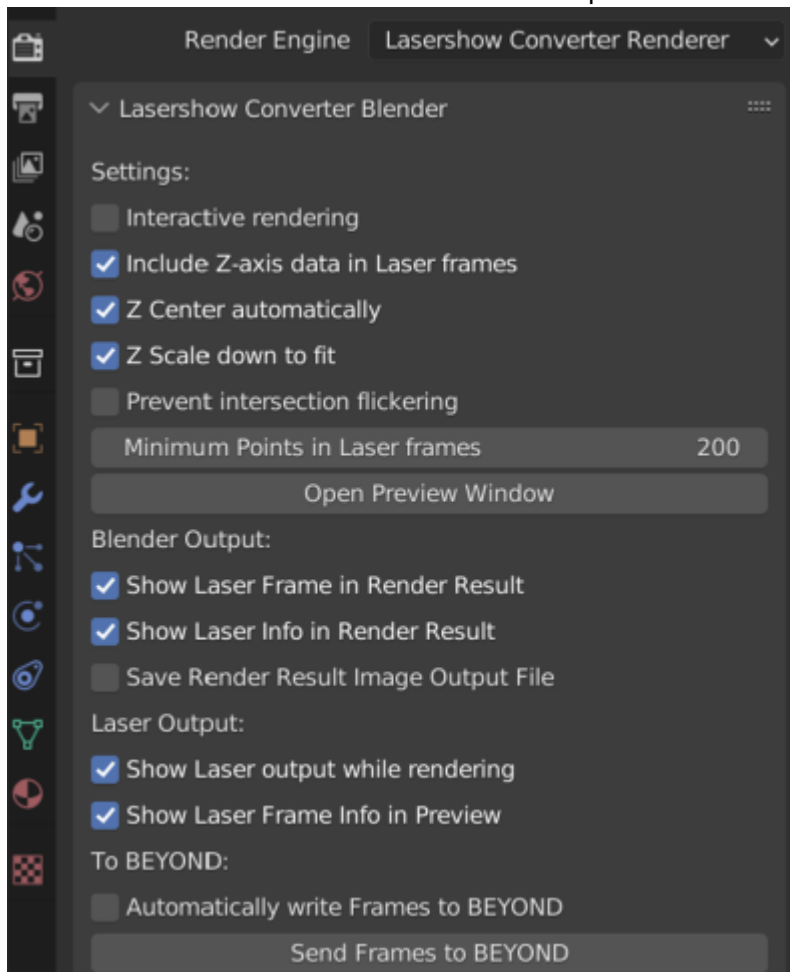 Render Engine Lasershow Converter Renderer
Lasershow Converter Blender
Settings:
Interactive rendering
Include Z-axis data in Laser frames
Z Center automatically
Z Scale down to fit
Prevent intersection flickering
Minimum Points in Laser frames 200
Open Preview Window
Blender Output:
Show Laser Frame in Render Result
Show Laser Info in Render Result
Save Render Result Image Output File
Laser Output:
Show Laser output while rendering
Show Laser Frame Info in Preview
To BEYOND:
Automatically write Frames to BEYOND
Send Frames to BEYOND